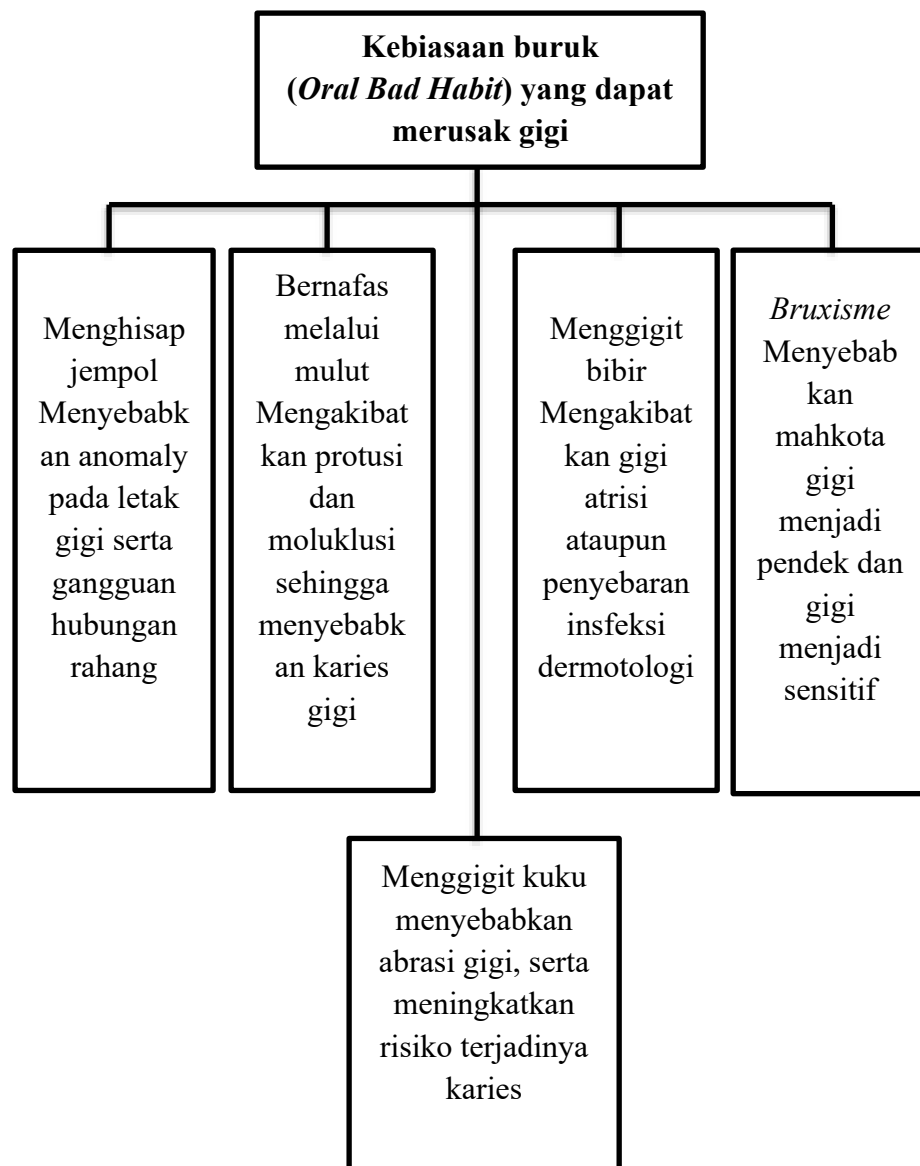 Kebiasaan buruk
(Oral Bad Habit) yang dapat
merusak gigi
Menghisap
jempol
Menyebabk
an anomaly
pada letak
gigi serta
gangguan
hubungan
rahang
Bernafas
melalui
mulut
Mengakibat
kan protusi
dan
moluklusi
sehingga
menyebabk
an karies
gigi
Menggigit
bibir
Mengakibat
kan gigi
atrisi
ataupun
penyebaran
insfeksi
dermotologi
Bruxisme
Menyebab
kan
mahkota
gigi
menjadi
pendek dan
gigi
menjadi
sensitif
Menggigit kuku
menyebabkan
abrasi gigi, serta
meningkatkan
risiko terjadinya
karies